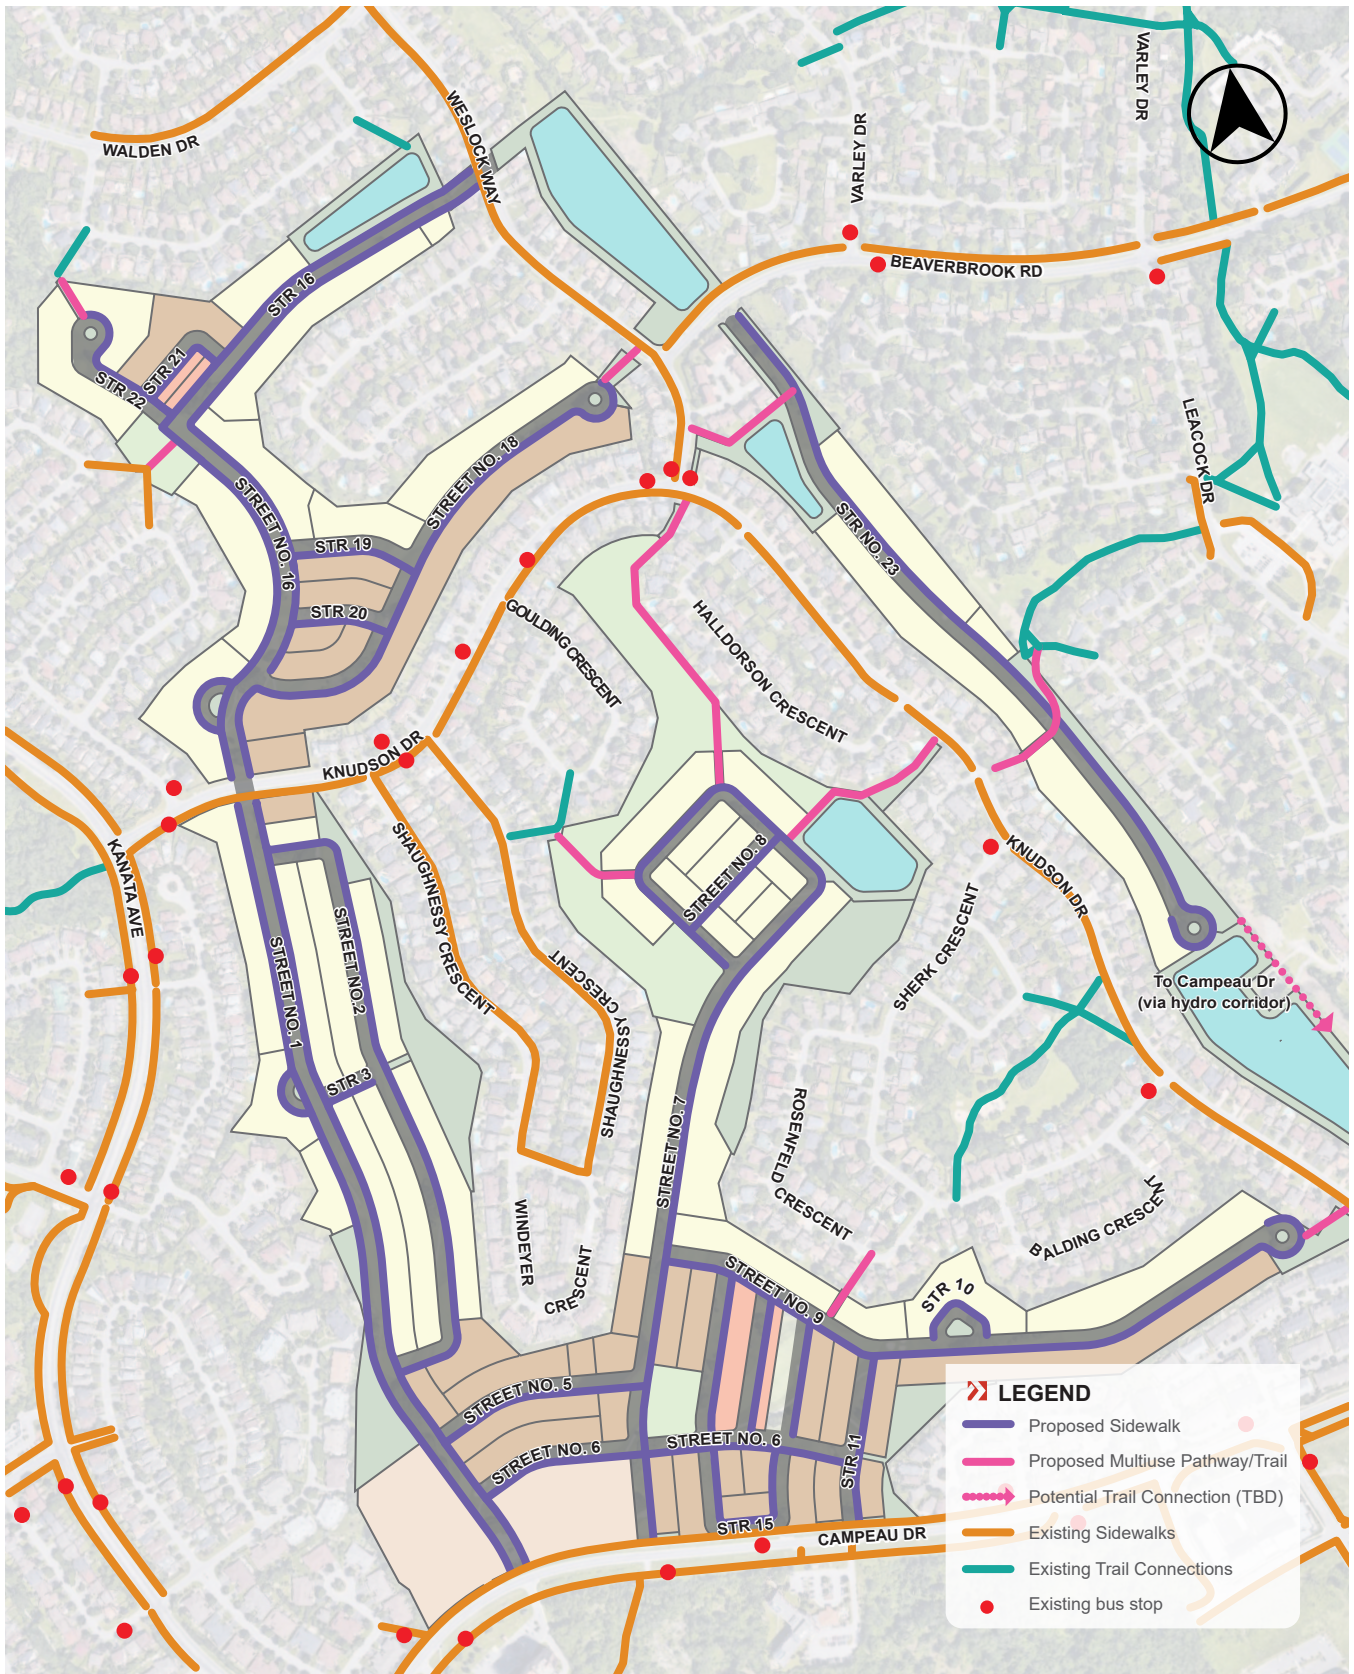 VARLEY DR
WESLOCK WAY
WALDEN DR
VARLEY DR
BEAVERBROOK RD
STR 16
STR 21
STR 22
LEACOCK DR
STREET NO. 18
STREET NO. 16
STR 19
STR NO. 23
STR 20
GOULDING CRESCENT
HALLDORSON CRESCENT
KNUDSON DR
KANATA AVE
SHAUGHNESSY CRESCENT
STREET NO. 8
KNUDSON DR
STREET NO. 1
STREET NO.2
SHAUGHNESSY CRESCENT
SHERK CRESCENT
To Campeau Dr
(via hydro corridor)
STR 3
SHAUGHNESSY
STREET NO. 7
ROSENFELD
CRESCENT
WINDEYER
CRESCENT
BALDING CRESCENT
STREET NO. 9
STR 10
STREET NO. 5
STREET NO. 6
STREET NO. 6
STR 11
STR 15
CAMPEAU DR
LEGEND
Proposed Sidewalk
Proposed Multiuse Pathway/Trail
Potential Trail Connection (TBD)
Existing Sidewalks
Existing Trail Connections
Existing bus stop